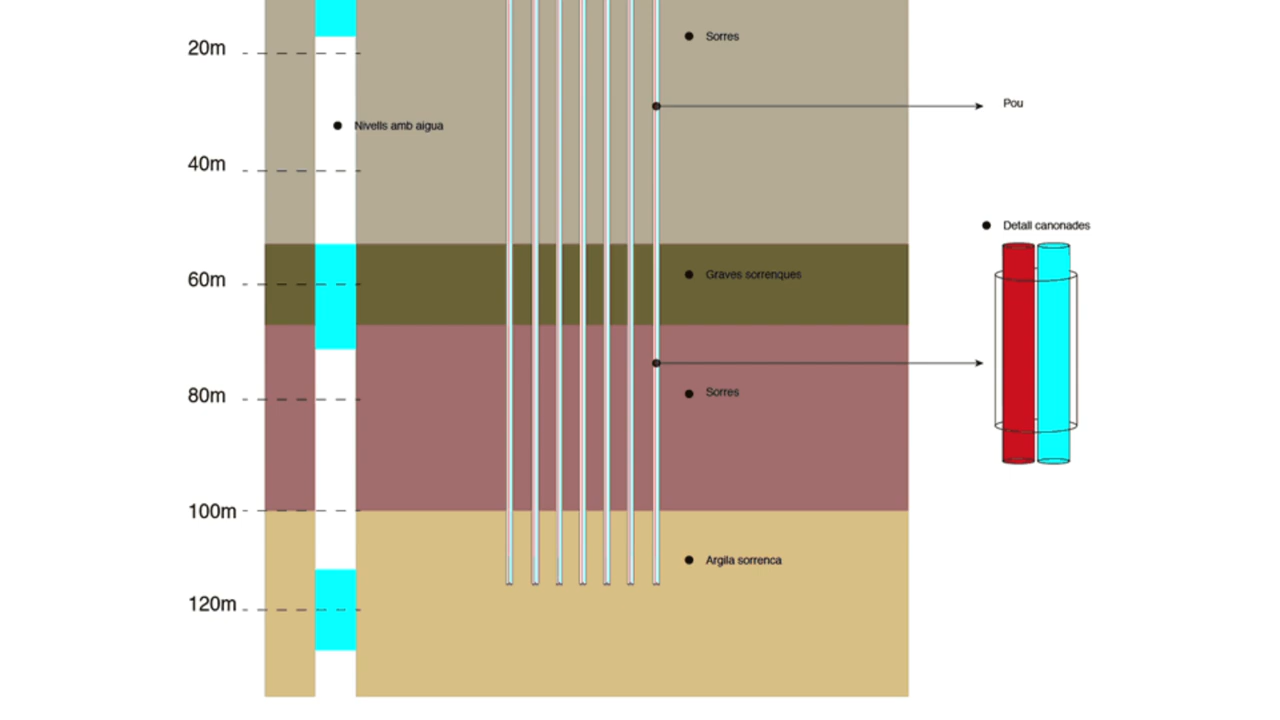 20m
Sorres
Pou
Nivells amb aigua
40m
Detall canonades
60m
Graves sorrenques
80m
Sorres
100m
Argila sorrenca
120m